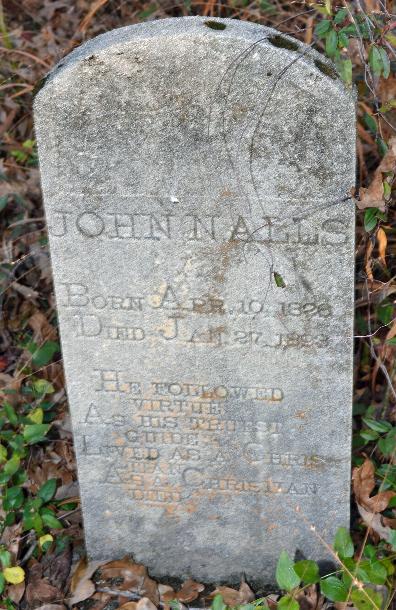 JOHN NALLS
BORN APR. 10, 1828
DIED JAN 27, 1893
HE FOLLOWED
VIRTUE
AS HIS TRUEST
GUIDE
LIVED AS A CHRIS-
TIAN
AS A CHRISTIAN
DIED